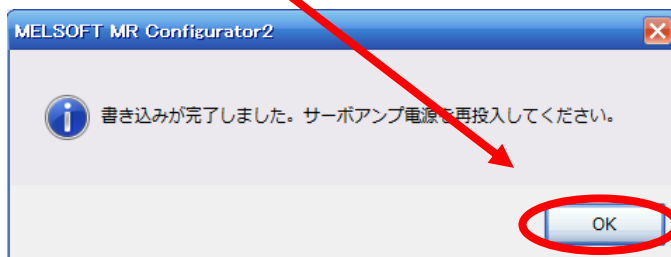 MELSOFT MR Configurator2
書き込みが完了しました。サーボアンプ電源を再投入してください。
OK